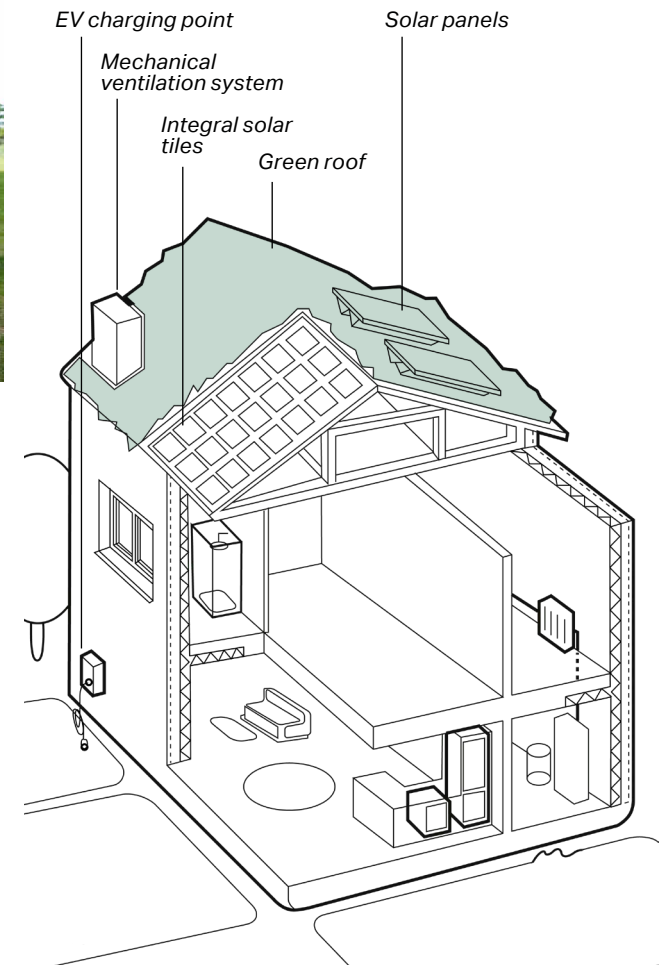 EV charging point
Solar panels
Mechanical
ventilation system
Integral solar
tiles
Green roof